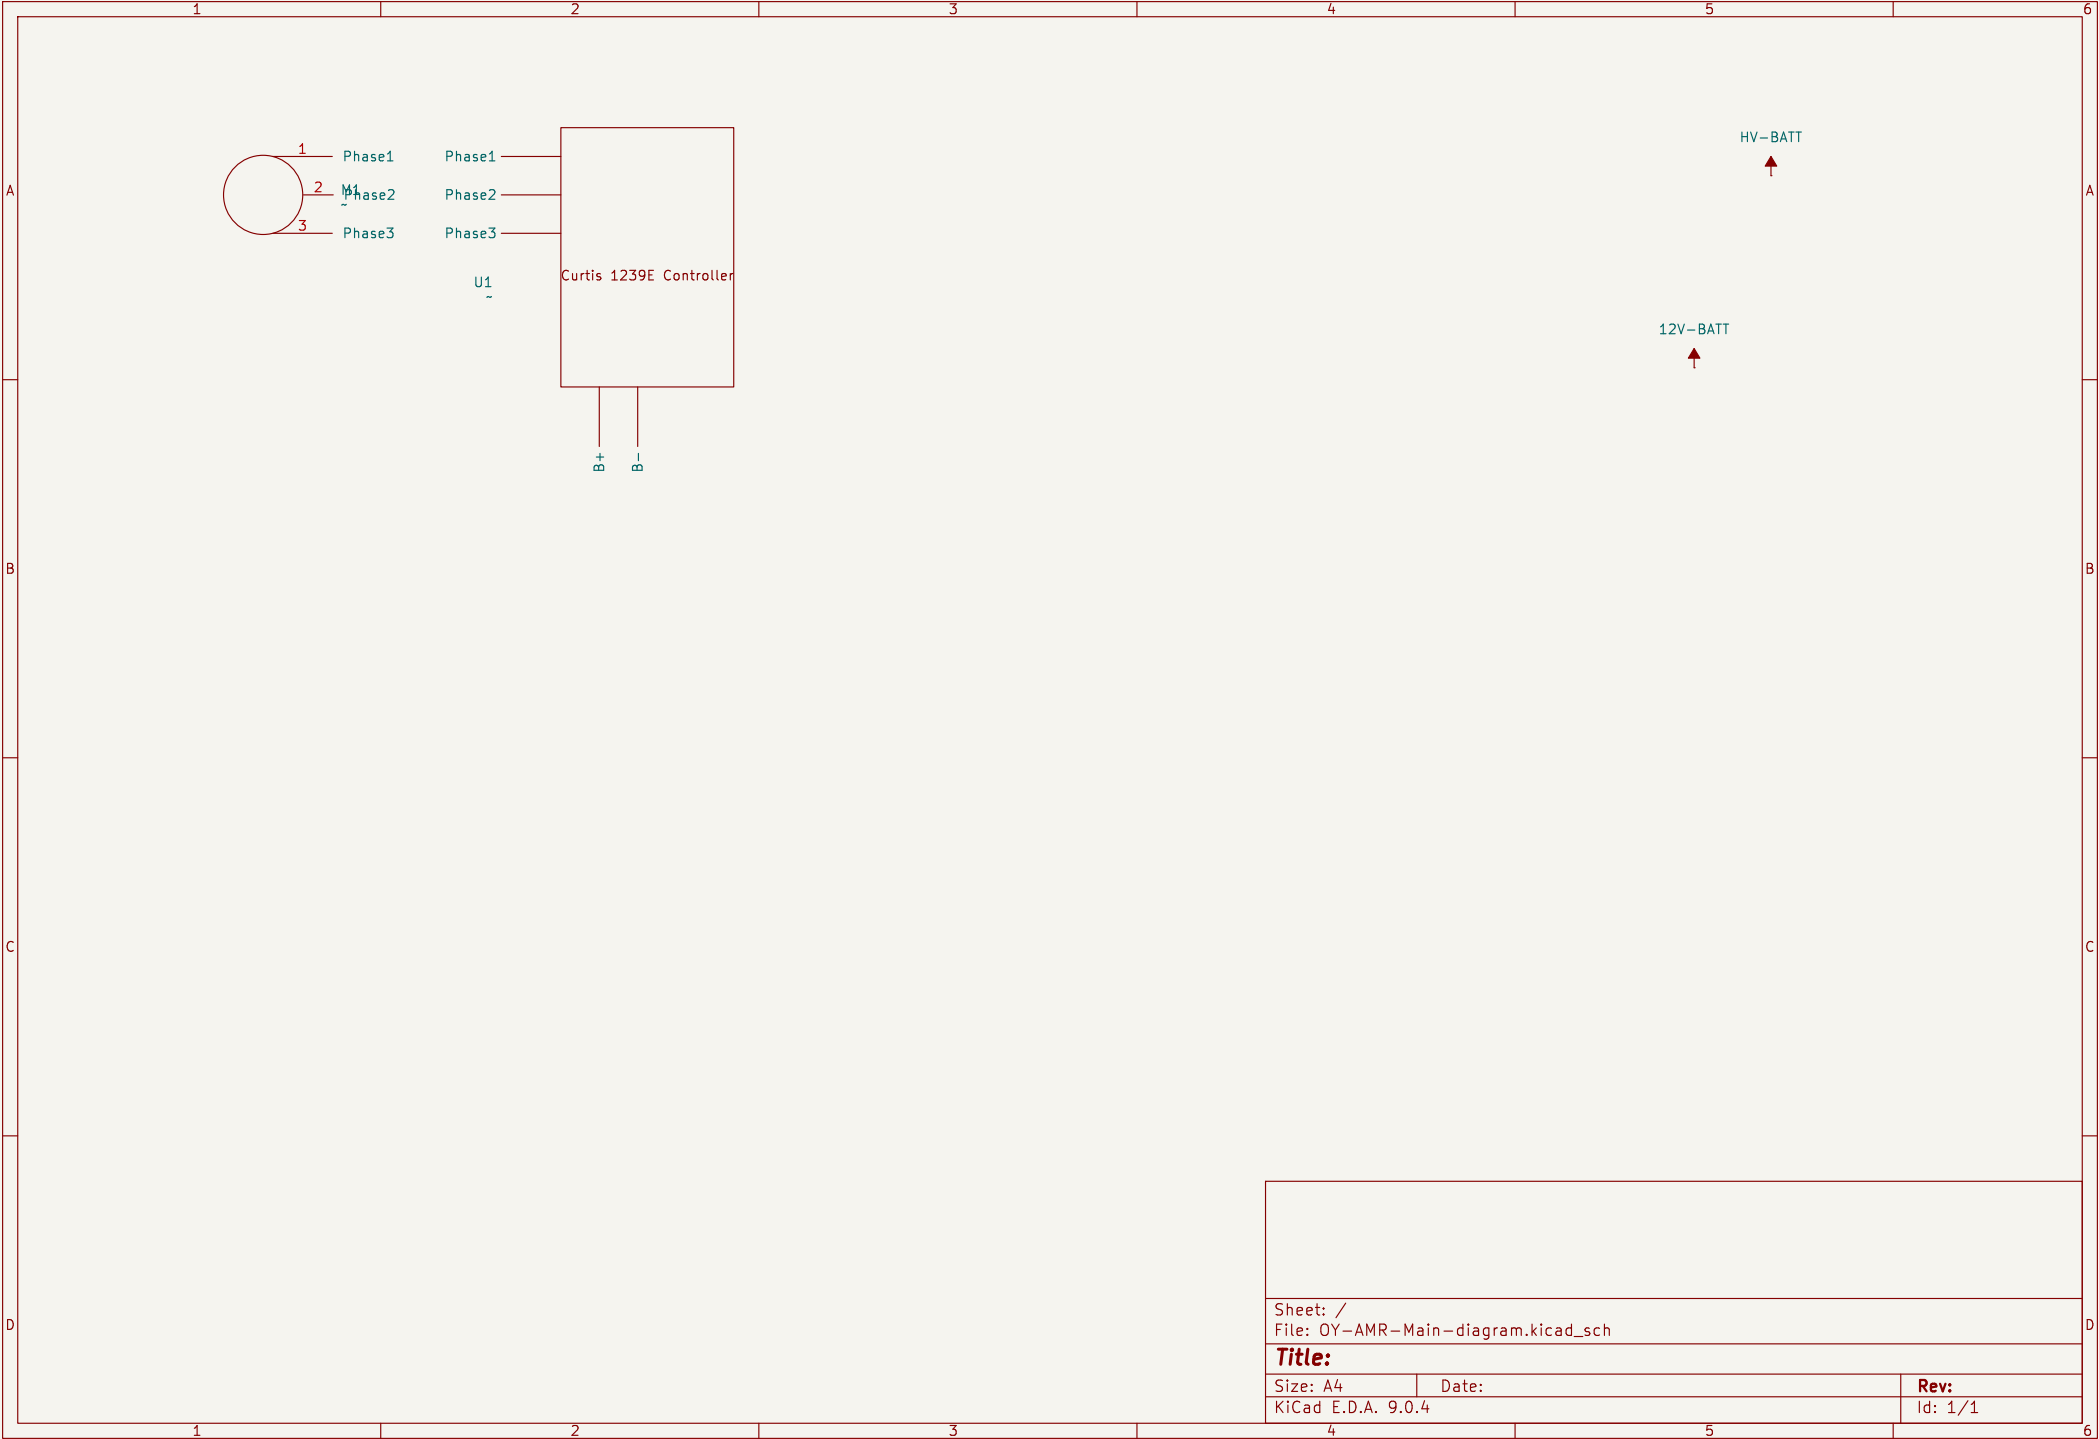 1 2 3 4 5 6
HV-BATT
1 Phase1 Phase1
A A
2 M1 Phase2 Phase2
~
3 Phase3 Phase3
Curtis 1239E Controller
U1
~
12V-BATT
B+ B-
B B
C C
Sheet: /
File: OY-AMR-Main-diagram.kicad_sch
D D
Title:
Size: A4 Date: Rev:
KiCad E.D.A. 9.0.4 Id: 1/1
1 2 3 4 5 6